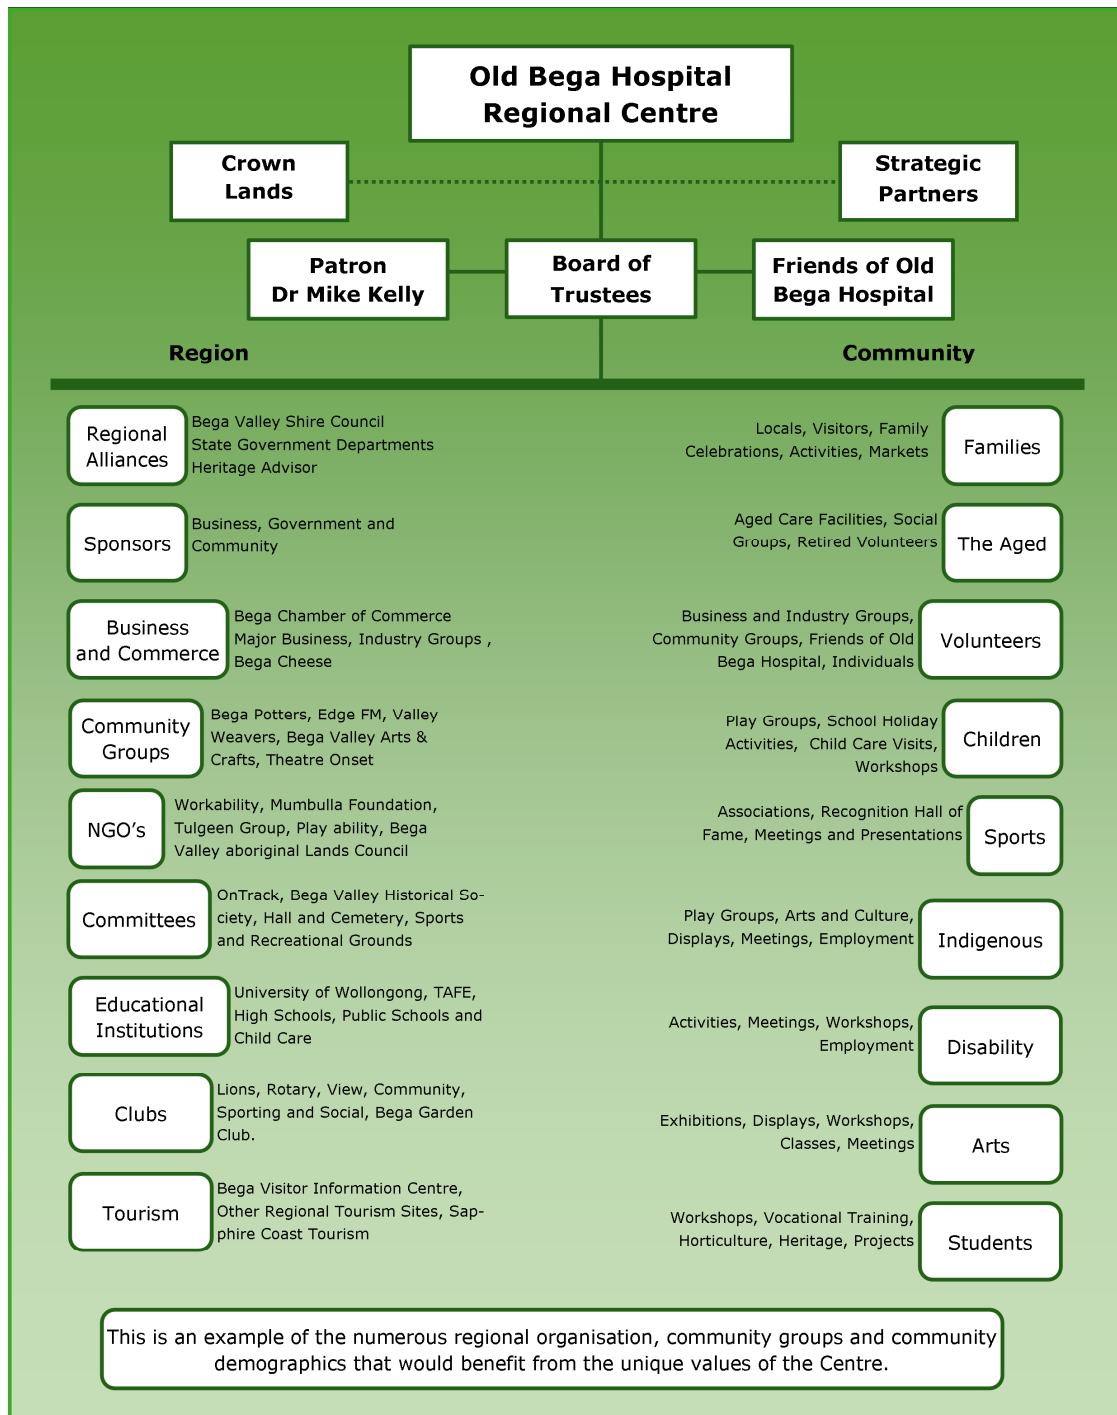 Old Bega Hospital
Regional Centre
Crown
Lands
Strategic
Partners
Patron
Dr Mike Kelly
Board of
Trustees
Friends of Old
Bega Hospital
Region
Community
Regional
Alliances
Bega Valley Shire Council
State Government Departments
Heritage Advisor
Sponsors
Business, Government and
Community
Business
and Commerce
Bega Chamber of Commerce
Major Business, Industry Groups ,
Bega Cheese
Community
Groups
Bega Potters, Edge FM, Valley
Weavers, Bega Valley Arts &
Crafts, Theatre Onset
NGO’s
Workability, Mumbulla Foundation,
Tulgeen Group, Play ability, Bega
Valley aboriginal Lands Council
Committees
OnTrack, Bega Valley Historical So-
ciety, Hall and Cemetery, Sports
and Recreational Grounds
Educational
Institutions
University of Wollongong, TAFE,
High Schools, Public Schools and
Child Care
Clubs
Lions, Rotary, View, Community,
Sporting and Social, Bega Garden
Club.
Tourism
Bega Visitor Information Centre,
Other Regional Tourism Sites, Sap-
phire Coast Tourism
Locals, Visitors, Family
Celebrations, Activities, Markets
Families
Aged Care Facilities, Social
Groups, Retired Volunteers
The Aged
Business and Industry Groups,
Community Groups, Friends of Old
Bega Hospital, Individuals
Volunteers
Play Groups, School Holiday
Activities,  Child Care Visits,
Workshops
Children
Associations, Recognition Hall of
Fame, Meetings and Presentations
Sports
Play Groups, Arts and Culture,
Displays, Meetings, Employment
Indigenous
Activities, Meetings, Workshops,
Employment
Disability
Exhibitions, Displays, Workshops,
Classes, Meetings
Arts
Workshops, Vocational Training,
Horticulture, Heritage, Projects
Students
This is an example of the numerous regional organisation, community groups and community
demographics that would benefit from the unique values of the Centre.